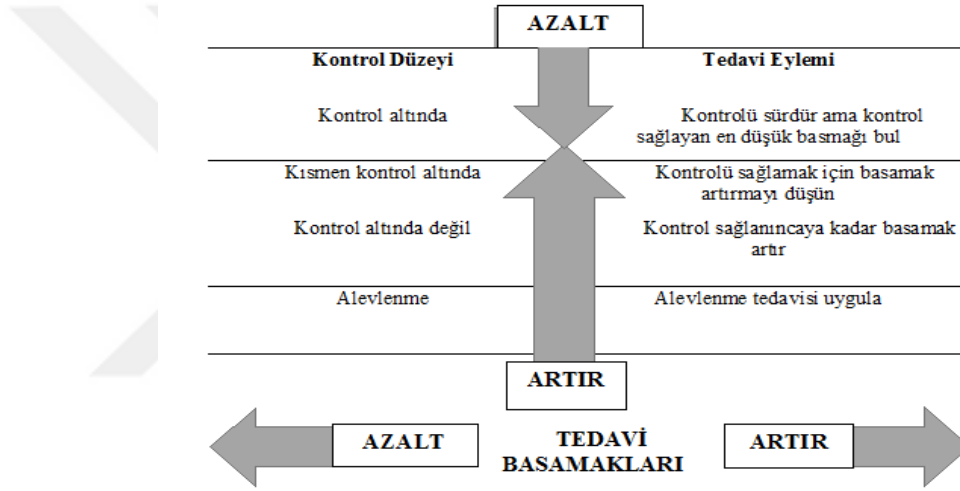 AZALT
Kontrol Düzeyi
Tedavi Eylemi
Kontrol altında
Kontrolü sürdür ama kontrol
sağlayan en düşük basmağı bul
Kısmen kontrol altında
Kontrolü sağlamak için basamak
artırmayı düşün
Kontrol altında değil
Kontrol sağlanıncaya kadar basamak
artır
Alevlenme
Alevlenme tedavisi uygula
ARTIR
AZALT
TEDAVİ
BASAMAKLARI
ARTIR